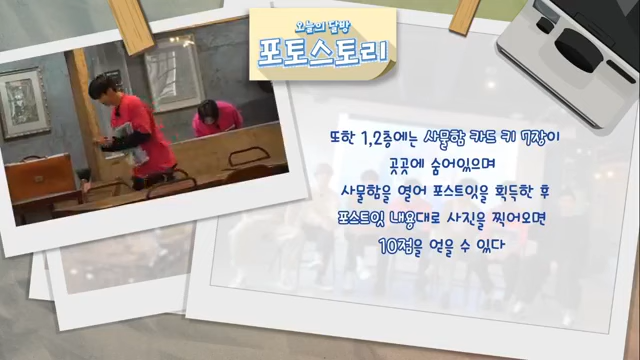 오늘의 달방
포토스토리
또한 1,2층에는 사물함 카드 키 7장이
곳곳에 숨어있으며
사물함을 열어 포스트잇을 획득한 후
포스트잇 내용대로 사진을 찍어오면
10점을 얻을 수 있다